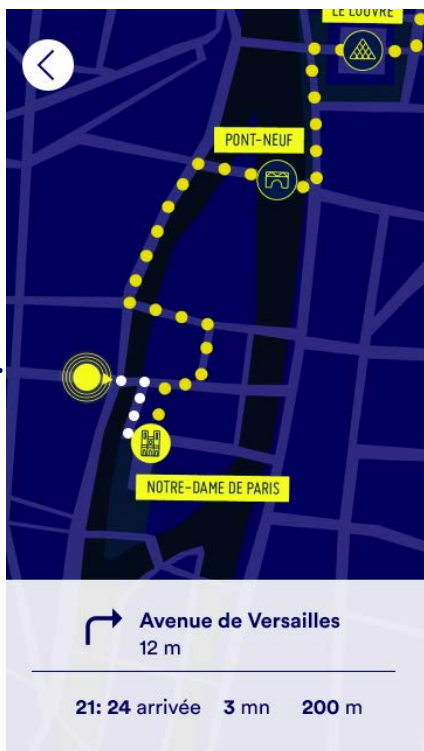 LE LOUVRE
PONT-NEUF
NOTRE-DAME DE PARIS
Avenue de Versailles
12 m
21: 24 arrivée 3 mn 200 m